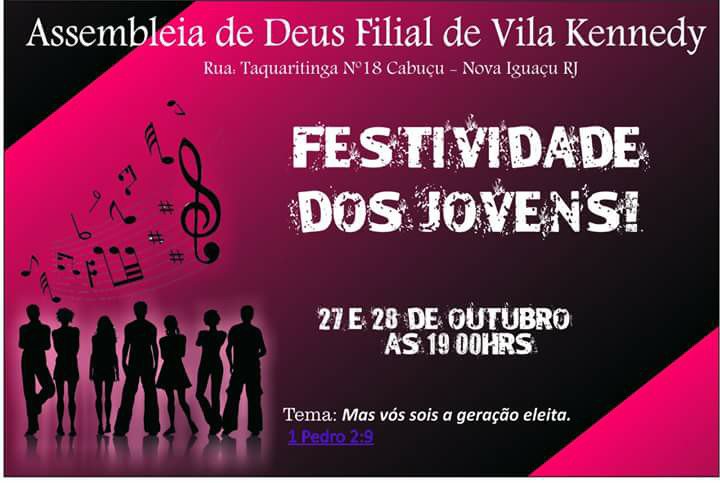 Assembleia de Deus Filial de Vila Kennedy
Rua: Taquaritinga Nº18 Cabuçu - Nova Iguaçu RJ
FESTIVIDADE
DOS JOVENS!
27 E 28 DE OUTUBRO
AS 19 00HRS
Tema: Mas vós sois a geração eleita.
1 Pedro 2:9